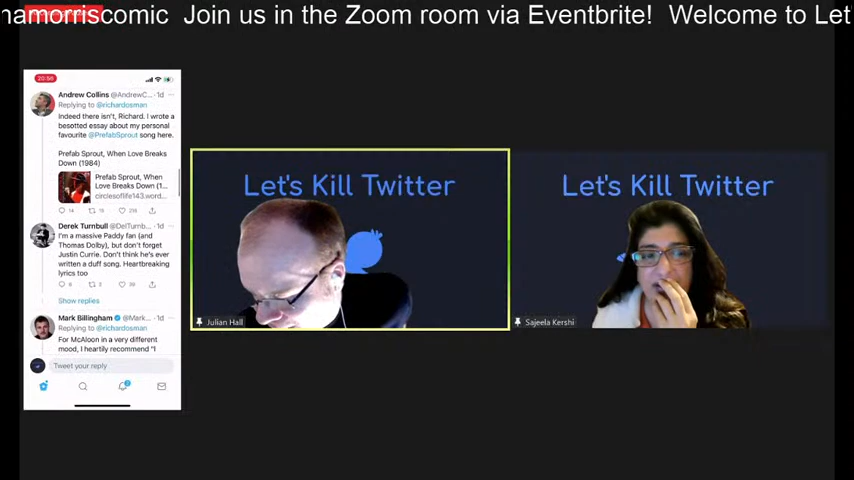 namorriscomic Join us in the Zoom room via Eventbrite! Welcome to Let'
20:58
Andrew Collins @AndrewC... ·1d
Replying to @richardosman
Indeed there isn't, Richard. I wrote a
besotted essay about my personal
favourite @PrefabSprout song here.
Prefab Sprout, When Love Breaks
Down (1984)
Prefab Sprout, When
Love Breaks Down (1...
circlesoflife143.word...
Derek Turnbull @DelTurnb... ·1d
I'm a massive Paddy fan (and
Thomas Dolby), but don't forget
Justin Currie. Don't think he's ever
written a duff song. Heartbreaking
lyrics too
Show replies
Mark Billingham @Mark... ·1d
Replying to @richardosman
For McAloon in a very different
mood, I heartily recommend "I
Tweet your reply
Let's Kill Twitter
Julian Hall
Let's Kill Twitter
Sajeela Kershi